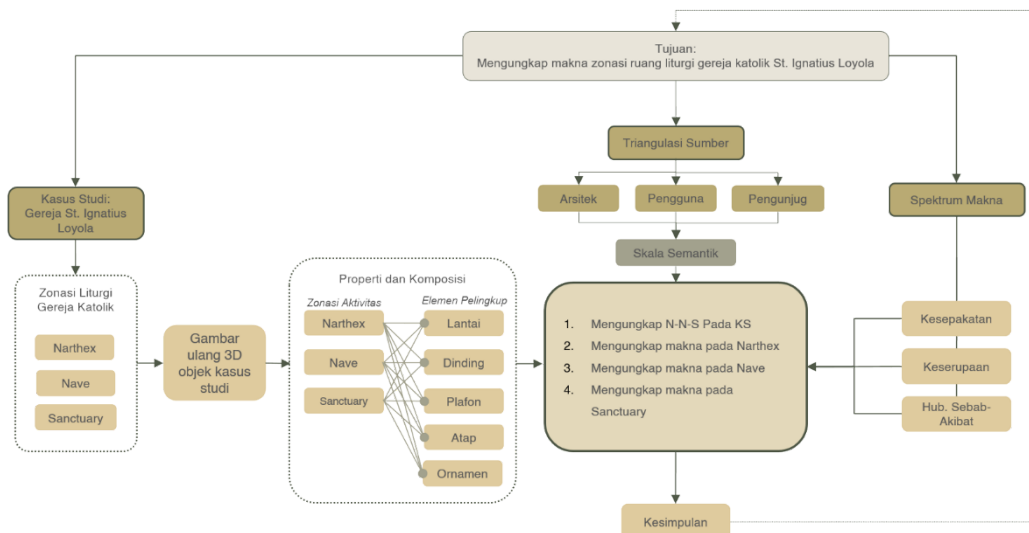 Tujuan:
Mengungkap makna zonasi ruang liturgi gereja katolik St. Ignatius Loyola
Triangulasi Sumber
Kasus Studi:
Gereja St. Ignatius
Loyola
Arsitek
Pengguna
Pengunjug
Spektrum Makna
Skala Semantik
Zonasi Liturgi
Gereja Katolik
Narthex
Nave
Sanctuary
Gambar
ulang 3D
objek kasus
studi
Properti dan Komposisi
Zonasi Aktivitas
Elemen Pelingkup
Narthex
Nave
Sanctuary
Lantai
Dinding
Plafon
Atap
Ornamen
1. Mengungkap N-N-S Pada KS
2. Mengungkap makna pada Narthex
3. Mengungkap makna pada Nave
4. Mengungkap makna pada
Sanctuary
Kesepakatan
Keserupaan
Hub. Sebab-
Akibat
Kesimpulan